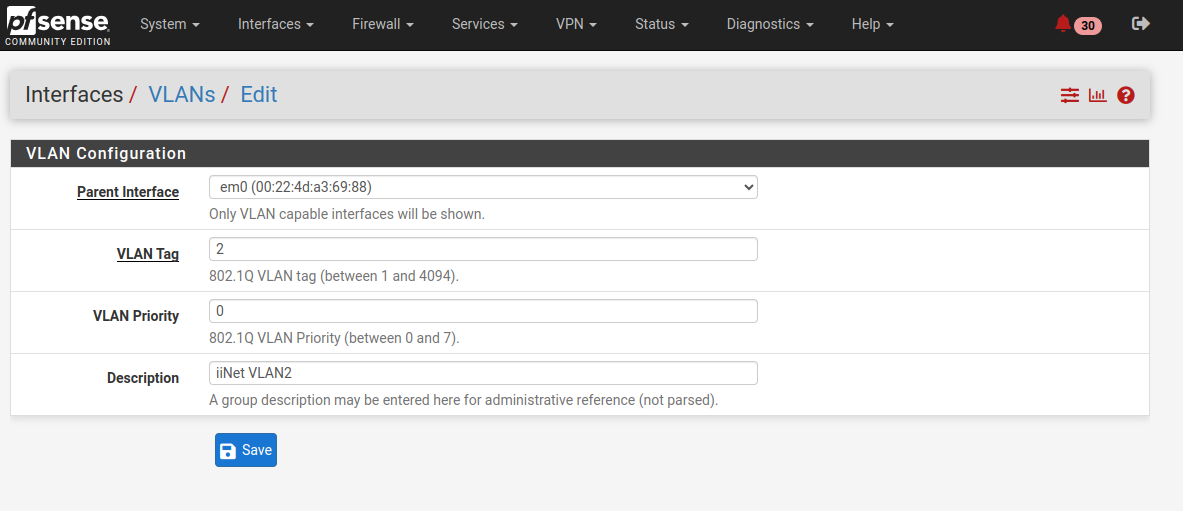 pfsense
COMMUNITY EDITION
System Interfaces Firewall Services VPN Status Diagnostics Help 30
Interfaces / VLANs / Edit
VLAN Configuration
Parent Interface em0 (00:22:4d:a3:69:88)
Only VLAN capable interfaces will be shown.
VLAN Tag 2
802.1Q VLAN tag (between 1 and 4094).
VLAN Priority 0
802.1Q VLAN Priority (between 0 and 7).
Description iiNet VLAN2
A group description may be entered here for administrative reference (not parsed).
Save